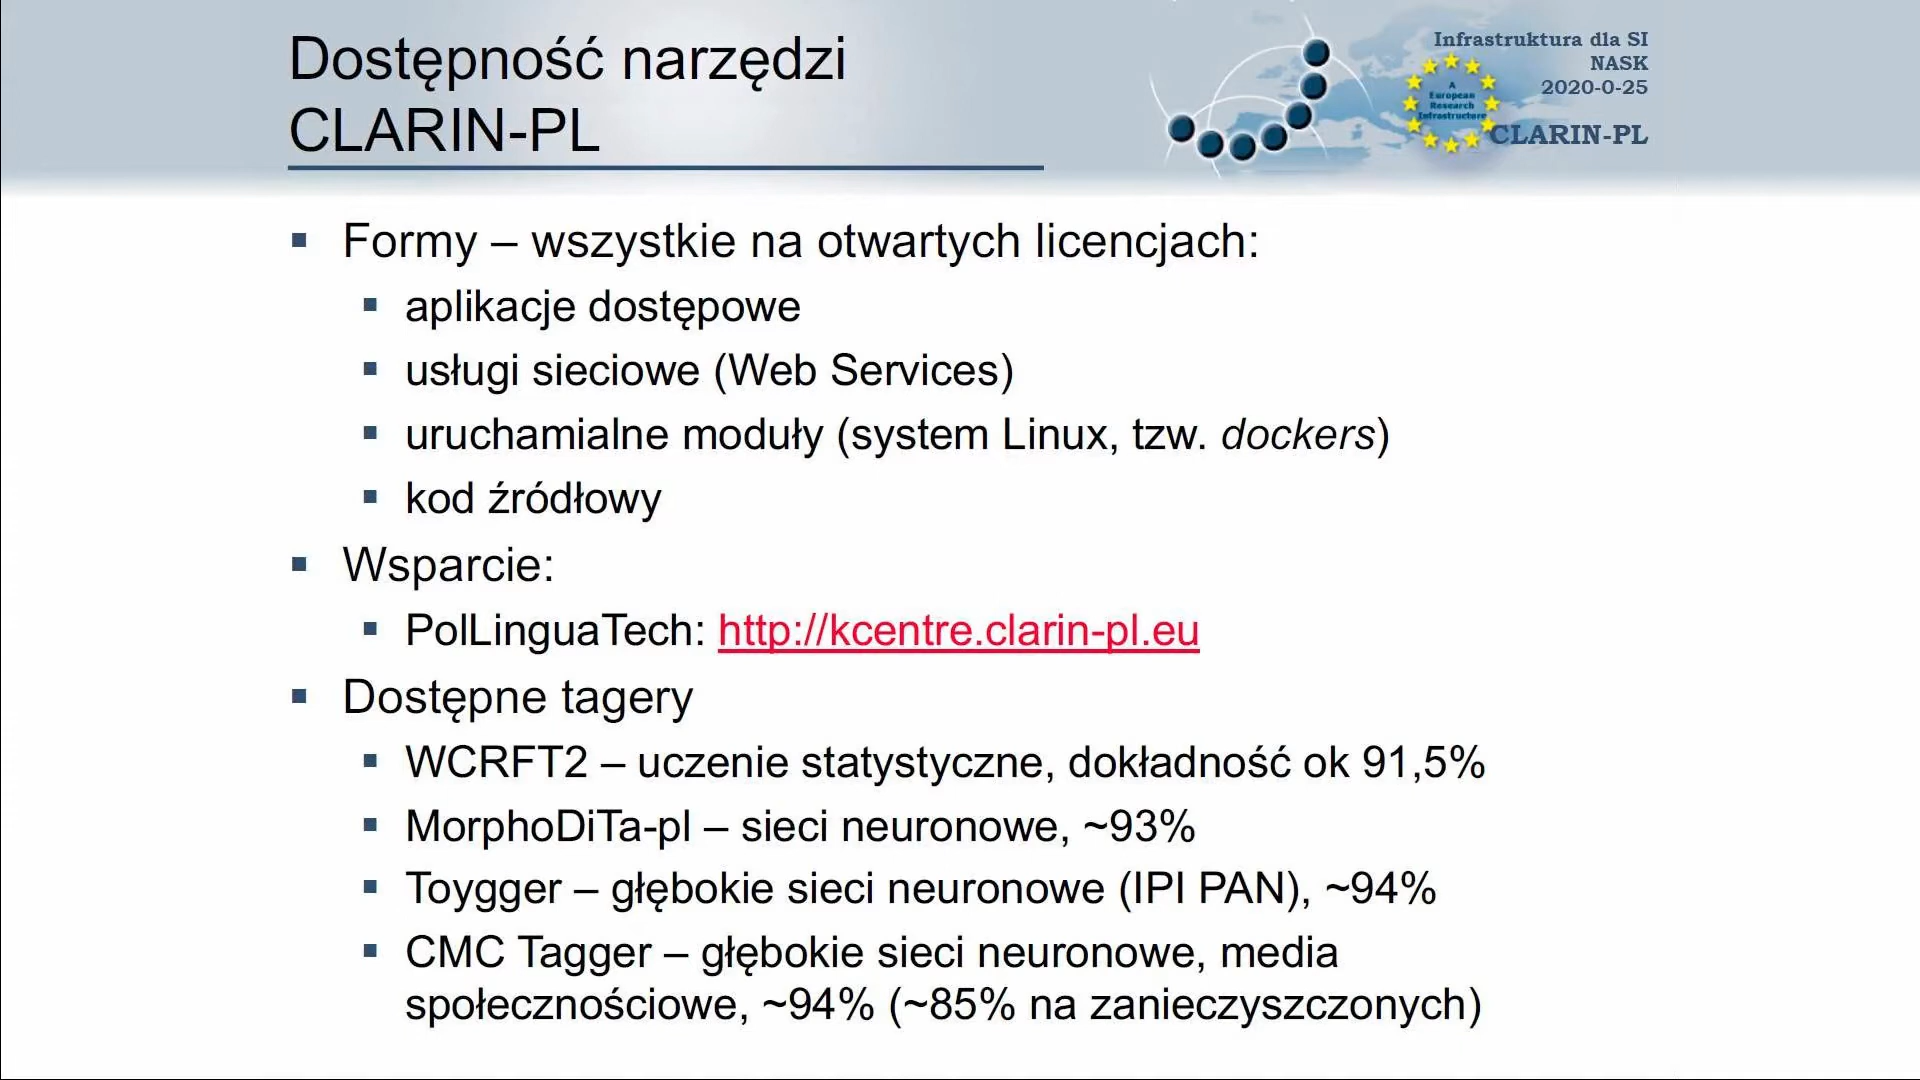 Dostępność narzędzi
CLARIN-PL
Infrastruktura dla SI
NASK
2020-0-25
A
European
Research
Infrastructure
CLARIN-PL
▪ Formy – wszystkie na otwartych licencjach:
▪ aplikacje dostępowe
▪ usługi sieciowe (Web Services)
▪ uruchamialne moduły (system Linux, tzw. dockers)
▪ kod źródłowy
▪ Wsparcie:
▪ PolLinguaTech: http://kcentre.clarin-pl.eu
▪ Dostępne tagery
▪ WCRFT2 – uczenie statystyczne, dokładność ok 91,5%
▪ MorphoDiTa-pl – sieci neuronowe, ~93%
▪ Toygger – głębokie sieci neuronowe (IPI PAN), ~94%
▪ CMC Tagger – głębokie sieci neuronowe, media
społecznościowe, ~94% (~85% na zanieczyszczonych)